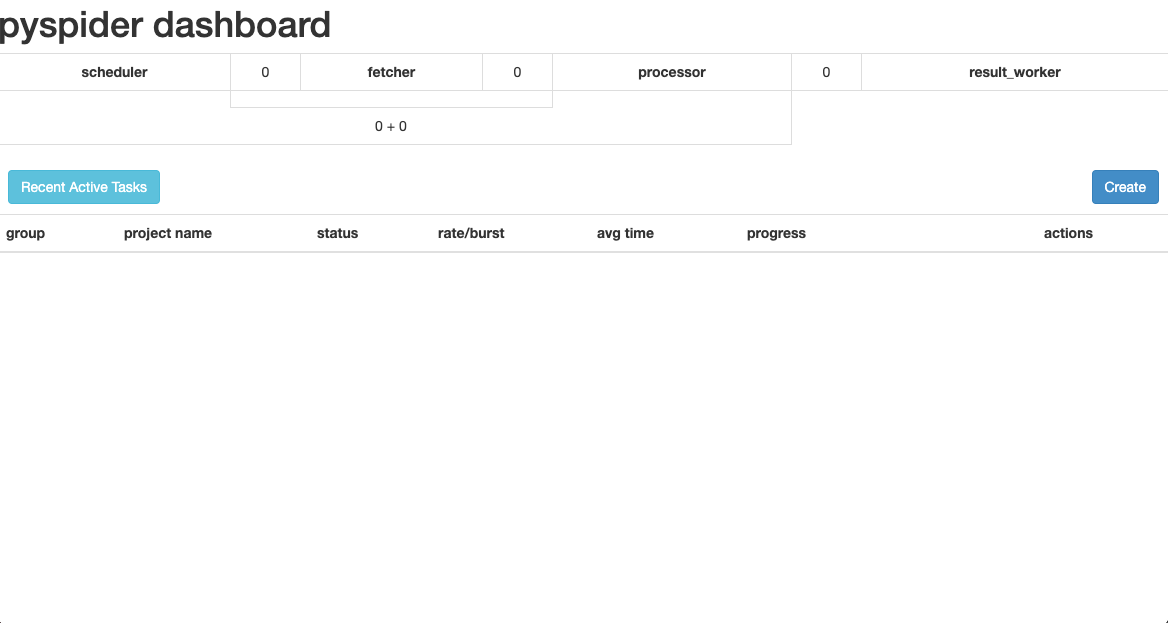 pyspider dashboard
scheduler 0 fetcher 0 processor 0 result_worker
0 + 0
Recent Active Tasks Create
group project name status rate/burst avg time progress actions